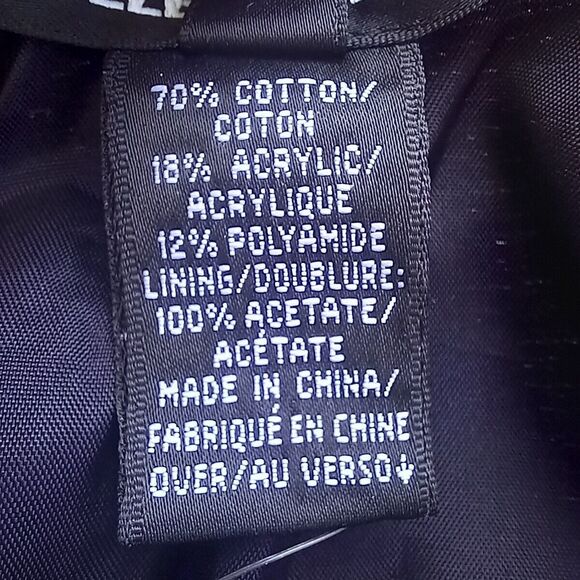 70% COTTON/
COTON
18% ACRYLIC/
ACRYLIQUE
12% POLYAMIDE
LINING/DOUBLURE:
100% ACETATE/
ACÉTATE
MADE IN CHINA/
FABRIQUÉ EN CHINE
OVER/AU VERSO↓